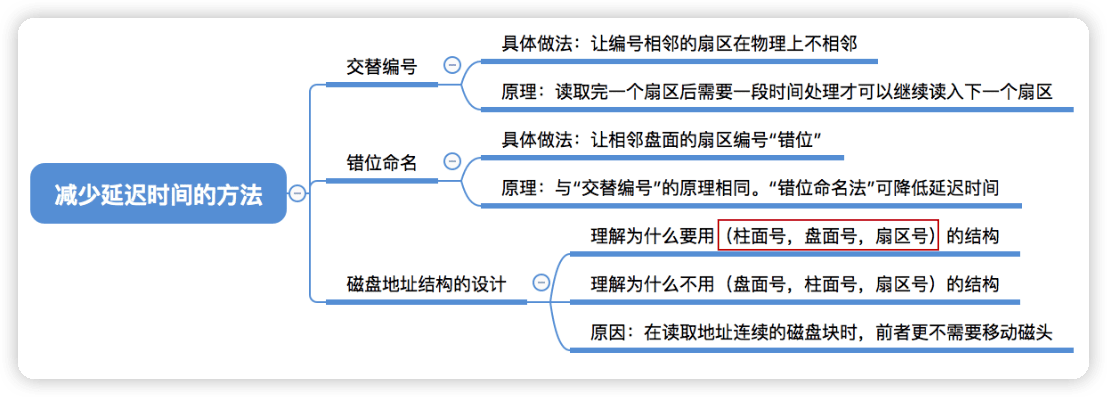 减少延迟时间的方法
交替编号
具体做法：让编号相邻的扇区在物理上不相邻
原理：读取完一个扇区后需要一段时间处理才可以继续读入下一个扇区
错位命名
具体做法：让相邻盘面的扇区编号“错位”
原理：与“交替编号”的原理相同。“错位命名法”可降低延迟时间
磁盘地址结构的设计
理解为什么要用（柱面号，盘面号，扇区号）的结构
理解为什么不用（盘面号，柱面号，扇区号）的结构
原因：在读取地址连续的磁盘块时，前者更不需要移动磁头